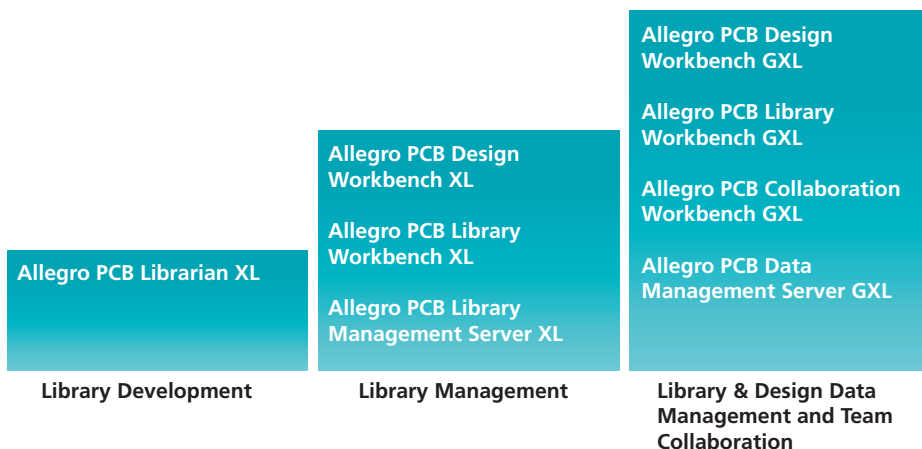 Allegro PCB Librarian XL
Library Development
Allegro PCB Design
Workbench XL
Allegro PCB Library
Workbench XL
Allegro PCB Library
Management Server XL
Library Management
Allegro PCB Design
Workbench GXL
Allegro PCB Library
Workbench GXL
Allegro PCB Collaboration
Workbench GXL
Allegro PCB Data
Management Server GXL
Library & Design Data
Management and Team
Collaboration